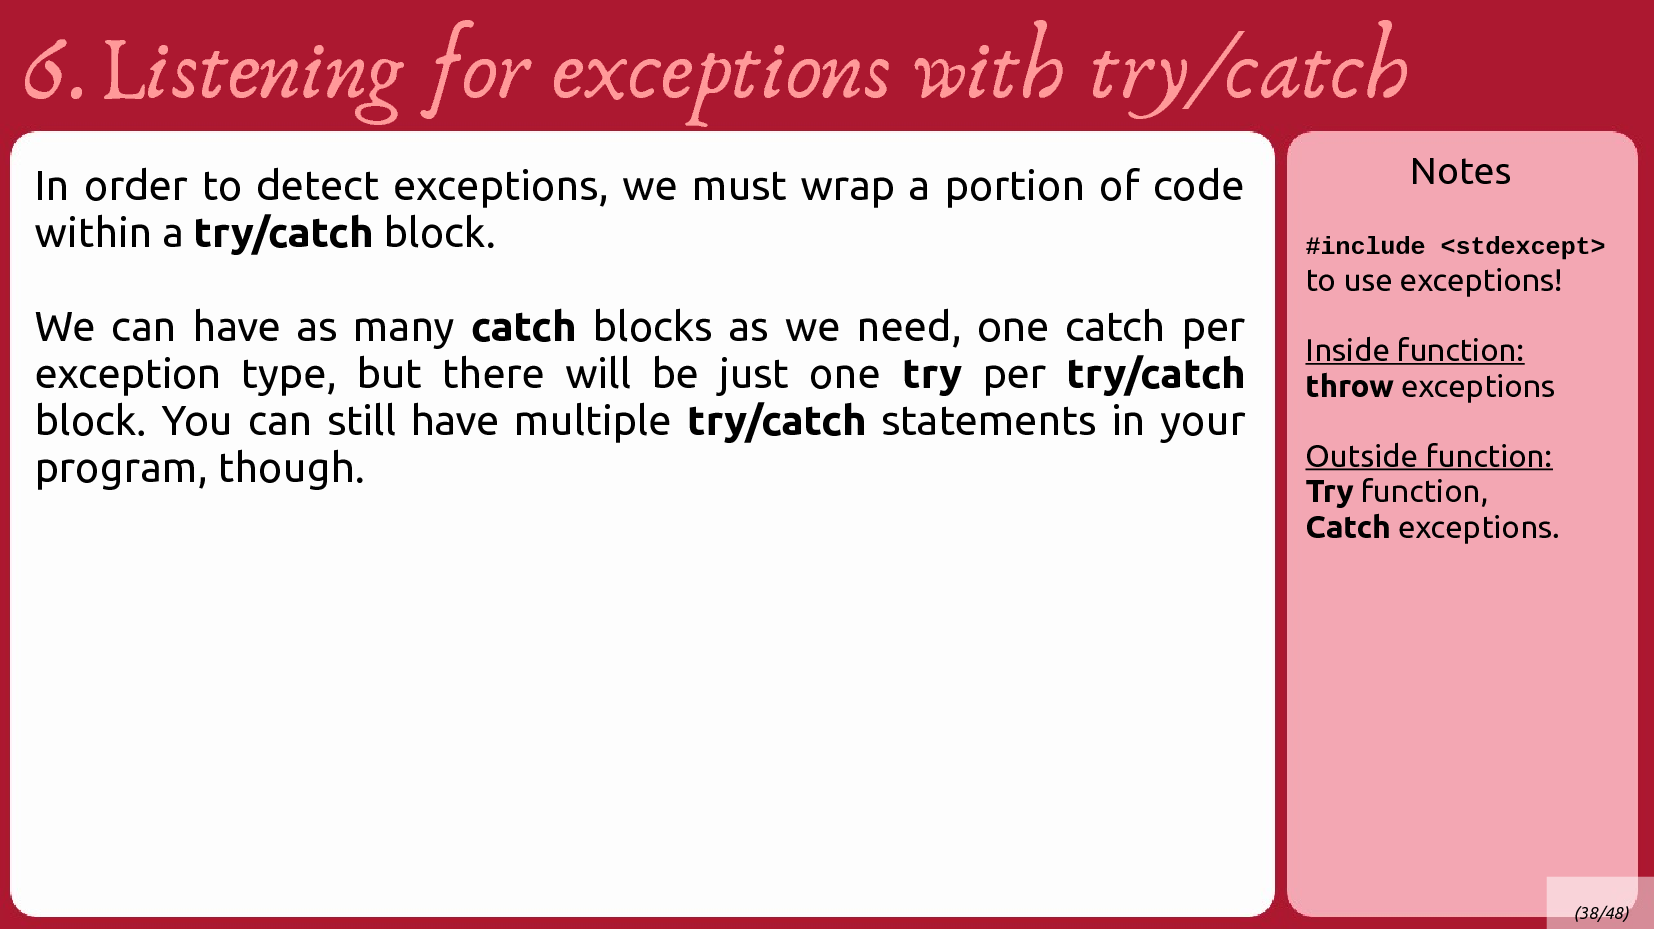 6. Listening for exceptions with try/catch
In order to detect exceptions, we must wrap a portion of code
within a try/catch block.
We can have as many catch blocks as we need, one catch per
exception type, but there will be just one try per try/catch
block. You can still have multiple try/catch statements in your
program, though.
Notes
#include <stdexcept>
to use exceptions!
Inside function:
throw exceptions
Outside function:
Try function,
Catch exceptions.
(38/48)